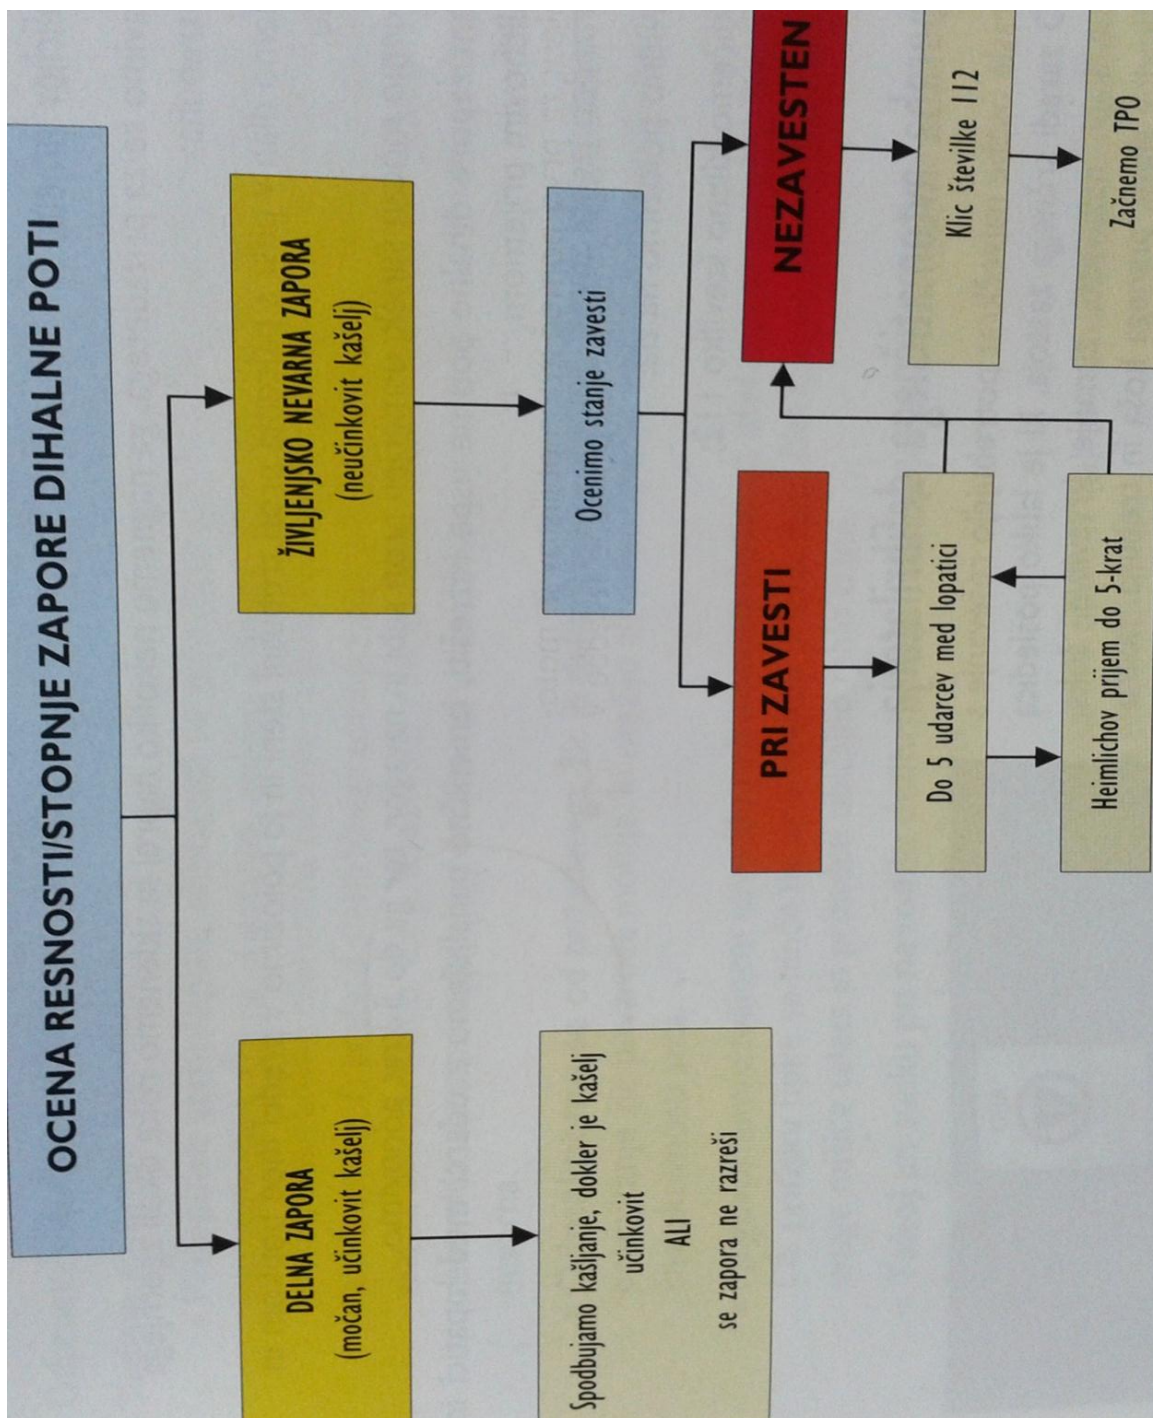 OCENA RESNOSTI/STOPNJE ZAPORE DIHALNE POTI
DELNA ZAPORA
(močan, učinkovit kašelj)
Spodbujamo kašljanje, dokler je kašelj
učinkovit
ALI
se zapora ne razreši
ŽIVLJENJSKO NEVARNA ZAPORA
(neučinkovit kašelj)
Ocenimo stanje zavesti
PRI ZAVESTI
Do 5 udarcev med lopatici
Heimlichov prijem do 5-krat
NEZAVESTEN
Klic številke 112
Začnemo TPO